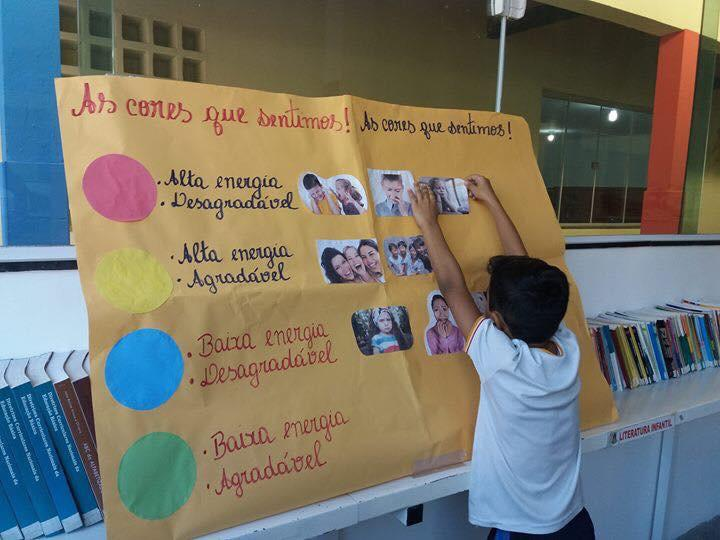 As cores que sentimos! As cores que sentimos!
• Alta energia
• Desagradável
• Alta energia
• Agradável
• Baixa energia
• Desagradável
• Baixa energia
• Agradável
LITERATURA INFANTIL